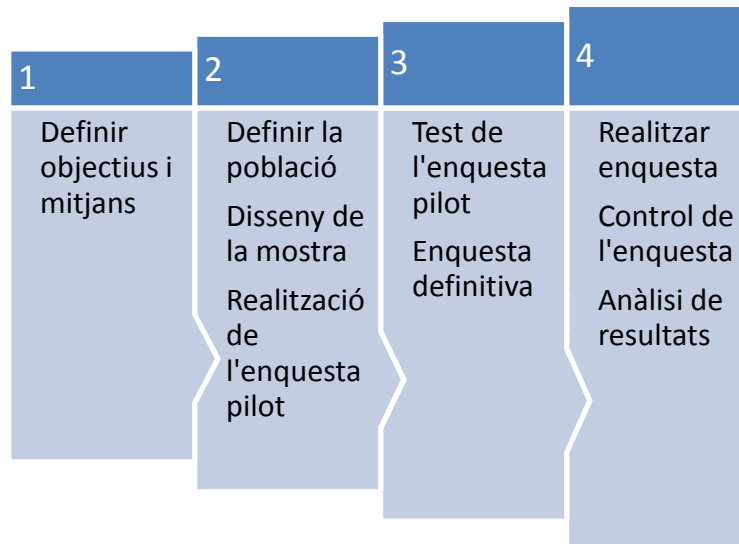 1
Definir
objectius i
mitjans
2
Definir la
població
Disseny de
la mostra
Realització
de
l'enquesta
pilot
3
Test de
l'enquesta
pilot
Enquesta
definitiva
4
Realitzar
enquesta
Control de
l'enquesta
Anàlisi de
resultats